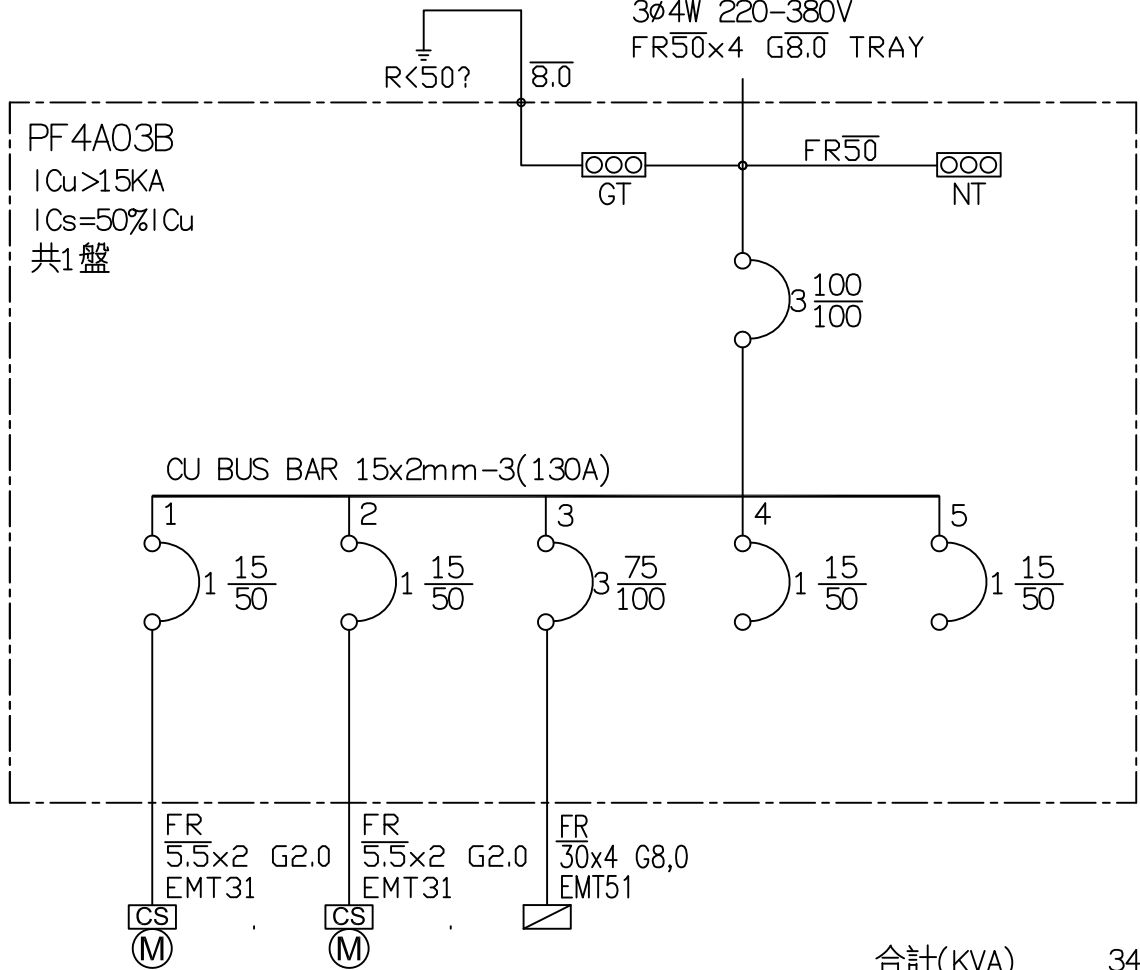 3ø4W 220-380V
FR50x4 G8.0 TRAY
R<50?
8.0
PF4A03B
ICu>15KA
ICs=50%ICu
共1盤
GT
FR50
NT
3 100/100
CU BUS BAR 15x2mm-3(130A)
1 2 3 4 5
1 15/50
1 15/50
3 75/100
1 15/50
1 15/50
FR
5.5x2 G2.0
EMT31
FR
5.5x2 G2.0
EMT31
FR
30x4 G8,0
EMT51
CS
M
CS
M
合計(KVA) 34